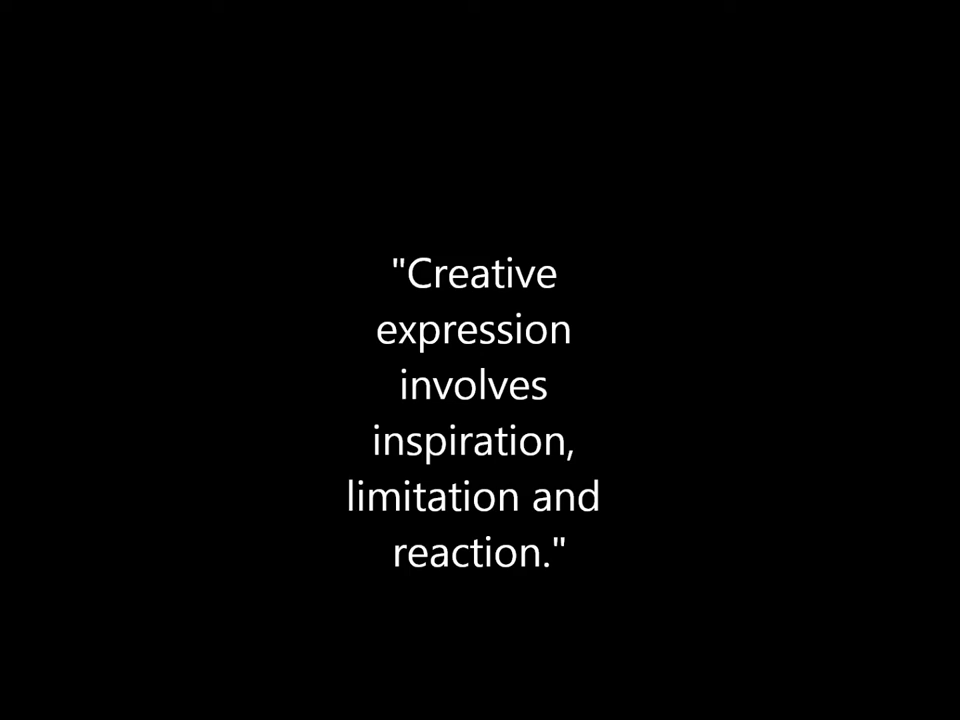 "Creative
expression
involves
inspiration,
limitation and
reaction."